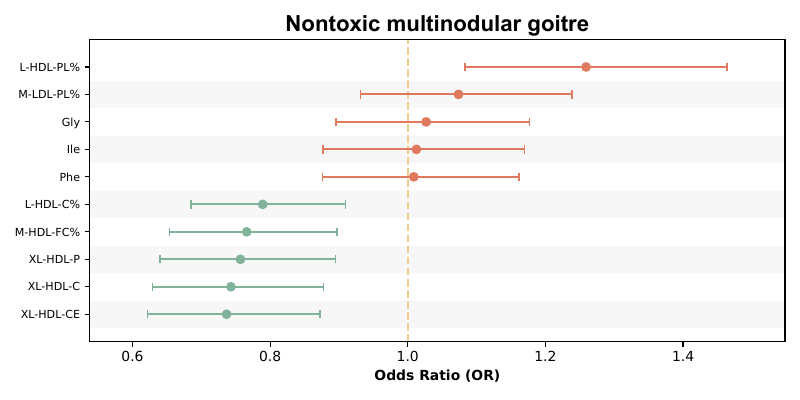 Nontoxic multinodular goitre
L-HDL-PL%
M-LDL-PL%
Gly
Ile
Phe
L-HDL-C%
M-HDL-FC%
XL-HDL-P
XL-HDL-C
XL-HDL-CE
0.6 0.8 1.0 1.2 1.4
Odds Ratio (OR)